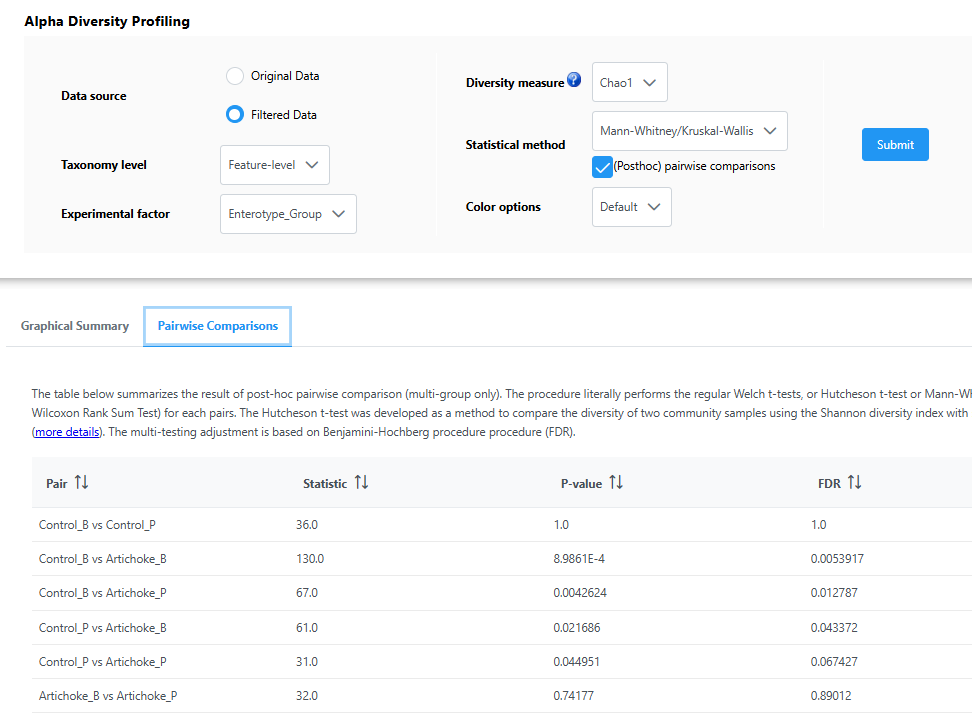 Alpha Diversity Profiling
Data source
Original Data
Filtered Data
Taxonomy level
Feature-level
Experimental factor
Enterotype_Group
Diversity measure ?
Chao1
Statistical method
Mann-Whitney/Kruskal-Wallis
(Posthoc) pairwise comparisons
Color options
Default
Submit
Graphical Summary
Pairwise Comparisons
The table below summarizes the result of post-hoc pairwise comparison (multi-group only). The procedure literally performs the regular Welch t-tests, or Hutcheson t-test or
Wilcoxon Rank Sum Test) for each pairs. The Hutcheson t-test was developed as a method to compare the diversity of two community samples using the Shannon diversity index with
(more details). The multi-testing adjustment is based on Benjamini-Hochberg procedure procedure (FDR).
Pair Statistic P-value FDR
Control_B vs Control_P 36.0 1.0 1.0
Control_B vs Artichoke_B 130.0 8.9861E-4 0.0053917
Control_B vs Artichoke_P 67.0 0.0042624 0.012787
Control_P vs Artichoke_B 61.0 0.021686 0.043372
Control_P vs Artichoke_P 31.0 0.044951 0.067427
Artichoke_B vs Artichoke_P 32.0 0.74177 0.89012